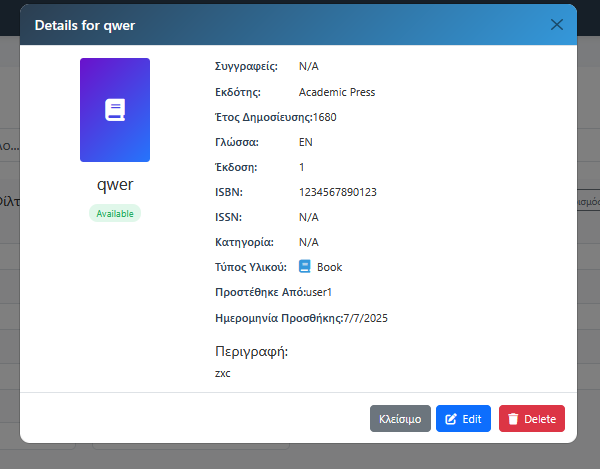 Details for qwer
Συγγραφείς: N/A
Εκδότης: Academic Press
Έτος Δημοσίευσης:1680
Γλώσσα: EN
Έκδοση: 1
ISBN: 1234567890123
ISSN: N/A
Κατηγορία: N/A
Τύπος Υλικού: Book
Προστέθηκε Από:user1
Ημερομηνία Προσθήκης:7/7/2025
qwer
Available
Περιγραφή:
zxc
Κλείσιμο Edit Delete